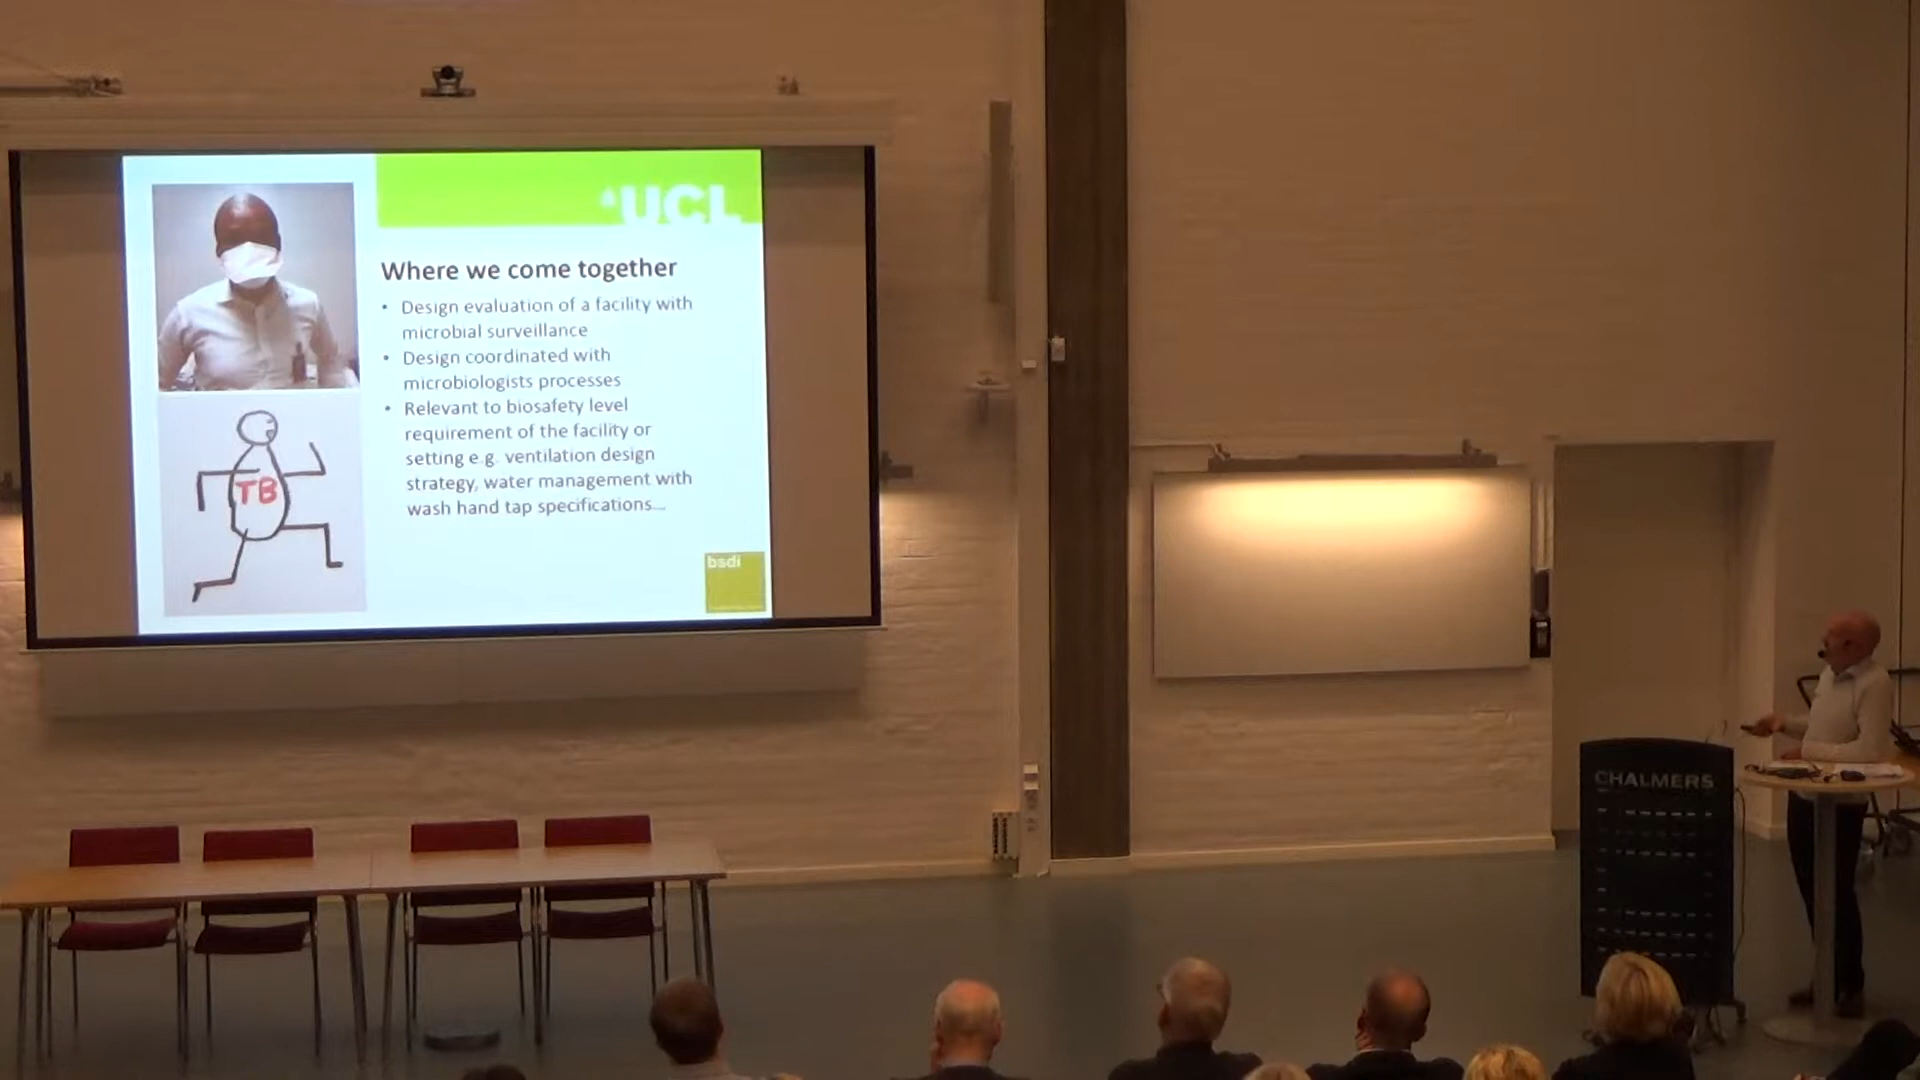 UCL
Where we come together
• Design evaluation of a facility with
microbial surveillance
• Design coordinated with
microbiologists processes
• Relevant to biosafety level
requirement of the facility or
setting e.g. ventilation design
strategy, water management with
wash hand tap specifications...
TB
bsdi
CHALMERS